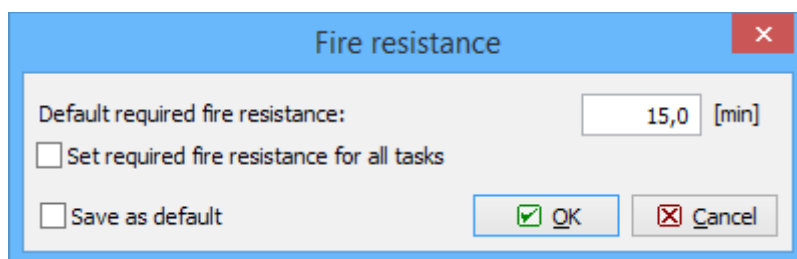 Fire resistance
Default required fire resistance: 15,0 [min]
Set required fire resistance for all tasks
Save as default OK Cancel